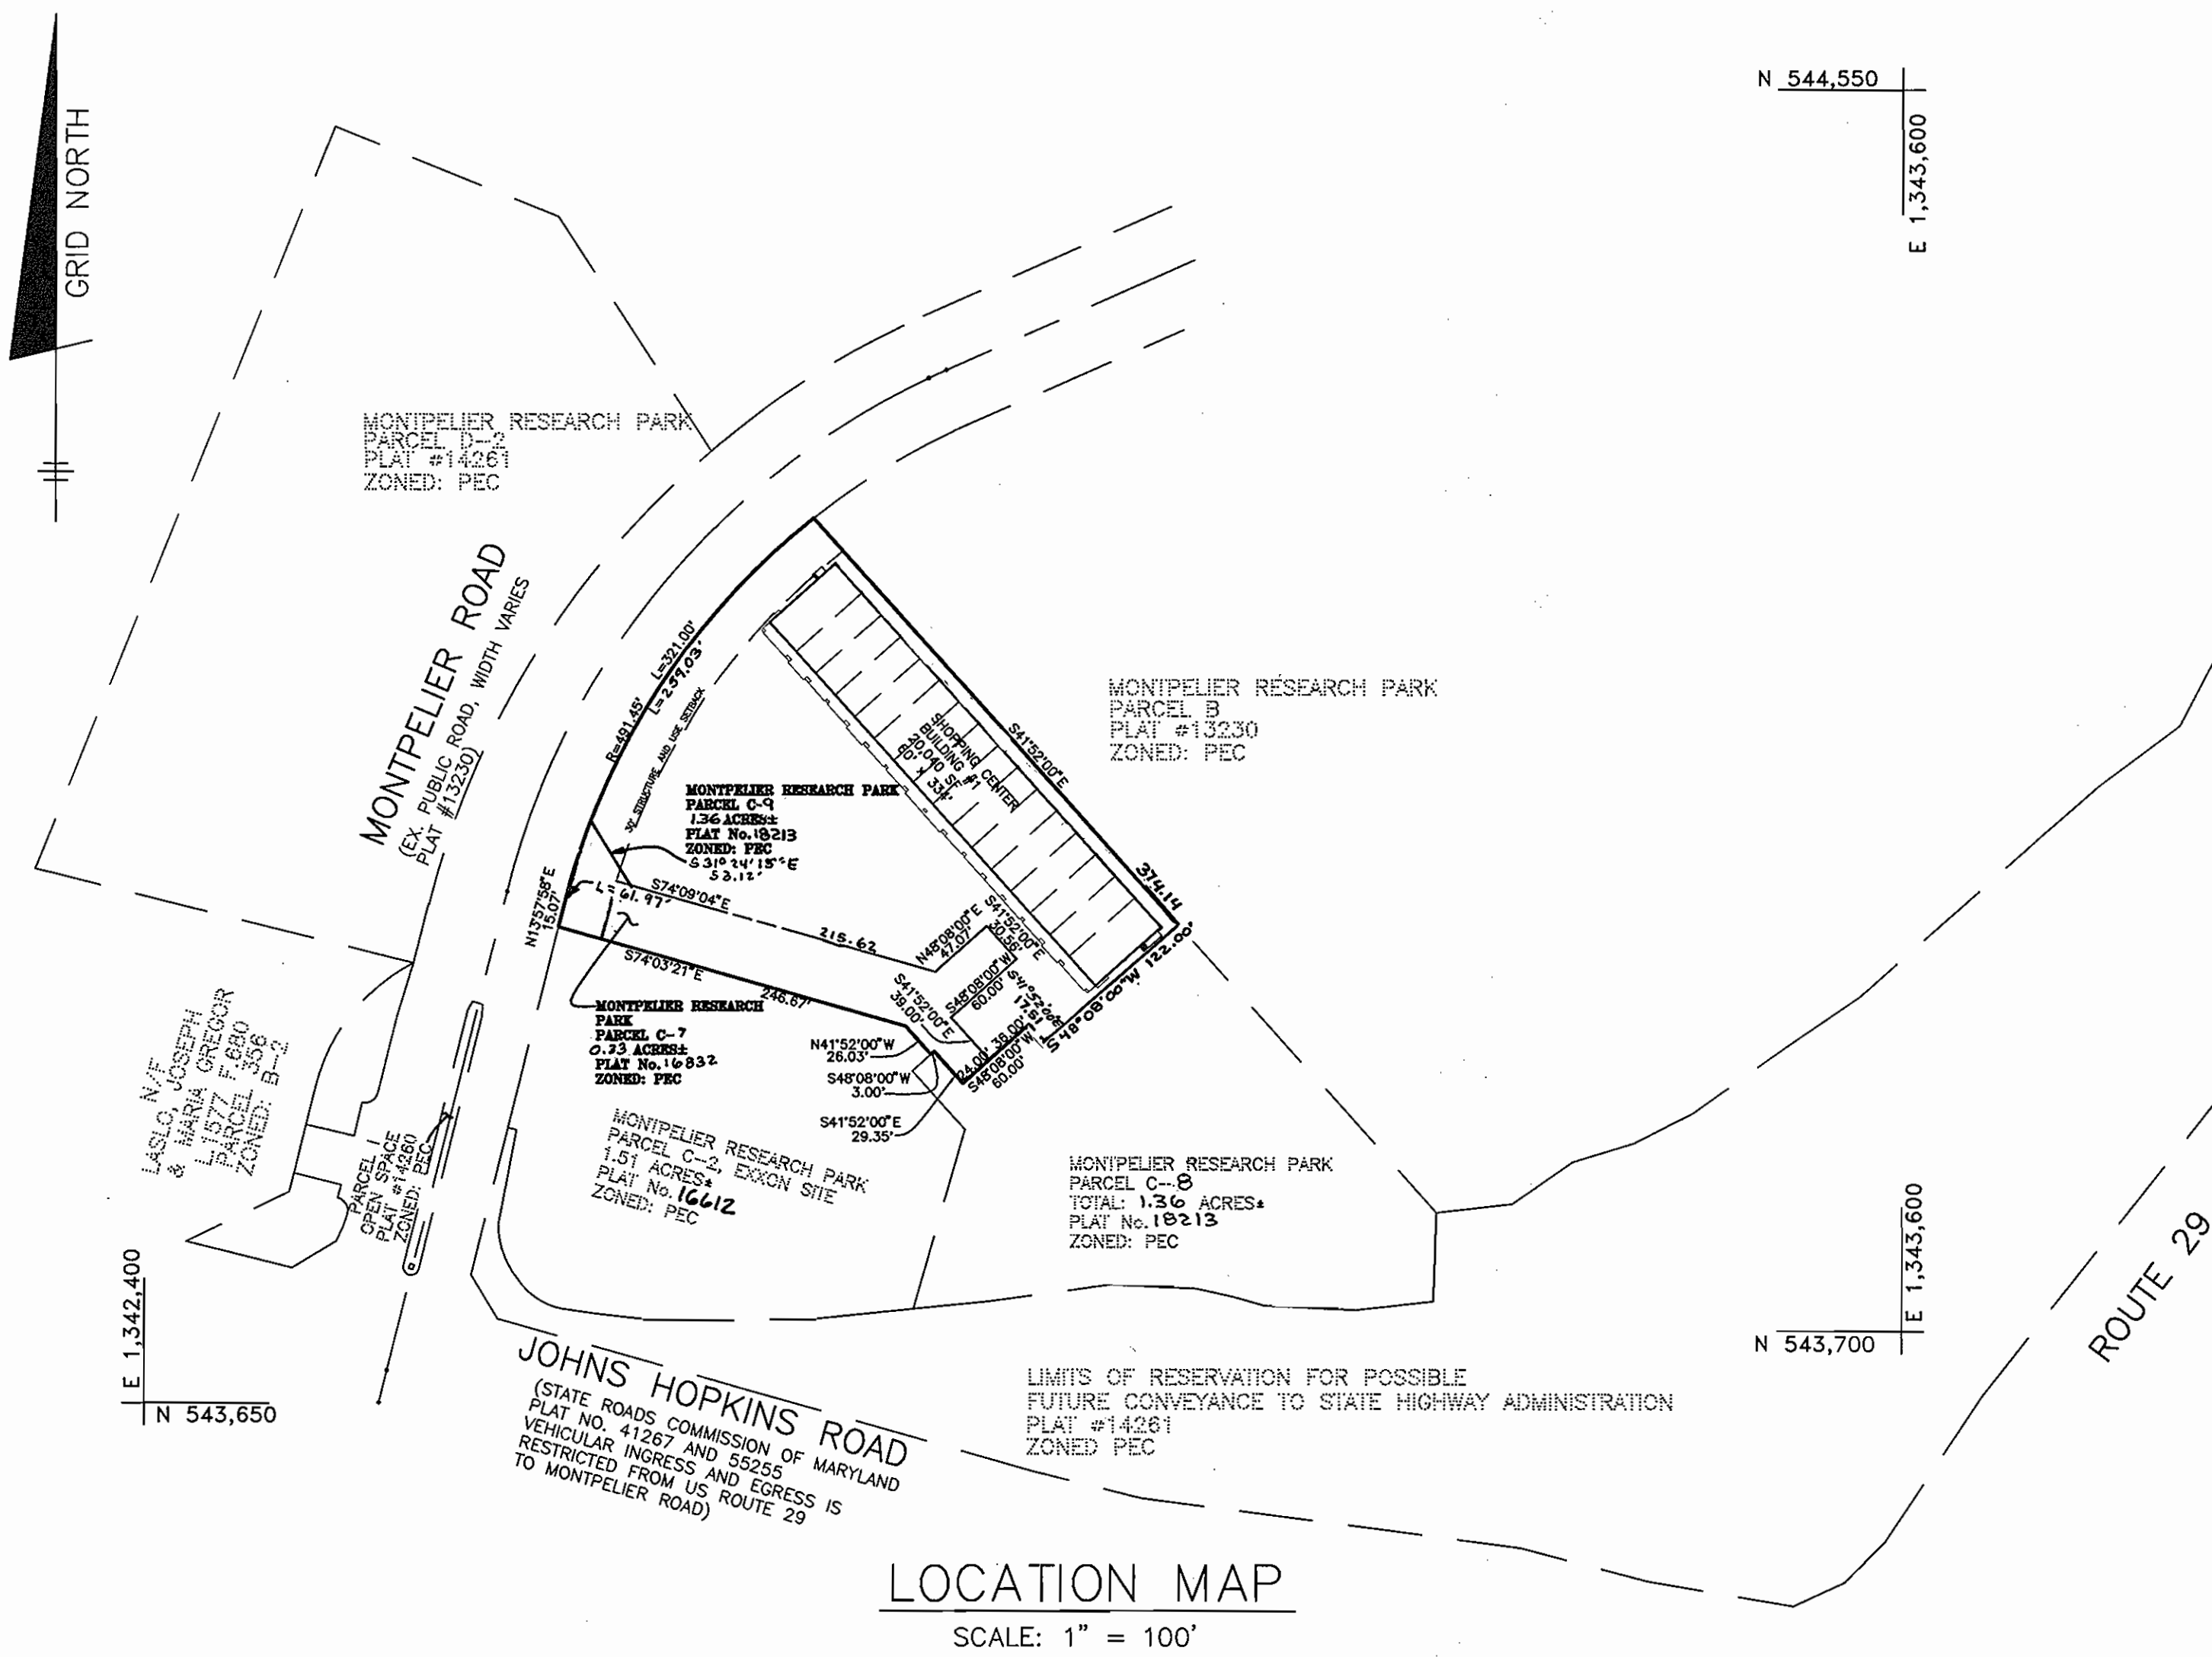 GRID NORTH
N 544,550
E 1,343,600
MONTPELIER RESEARCH PARK
PARCEL D-2
PLAT #14261
ZONED: PEC
MONTPELIER ROAD
(EX. PUBLIC ROAD, WIDTH VARIES
PLAT #13230)
R=491.45'
L=321.00'
L=259.03'
30' STRUCTURE AND USE SETBACK
SHOPPING CENTER
BUILDING #1
20,040 SF
60' x 334'
S41°52'00"E
374.14
MONTPELIER RESEARCH PARK
PARCEL B
PLAT #13230
ZONED: PEC
MONTPELIER RESEARCH PARK
PARCEL C-9
1.36 ACRES±
PLAT No. 18213
ZONED: PEC
S31°24'15"E
53.12'
L=61.97'
S74°09'04"E
215.62
N13°57'58"E
15.07'
S74°03'21"E
246.67'
N48°08'00"E
47.07'
S41°52'00"E
30.56'
S48°08'00"W
60.00'
S41°52'00"E
17.51'
S48°08'00"W 122.00'
S41°52'00"E
39.00'
24.00'
36.00'
S48°08'00"W
60.00'
N41°52'00"W
26.03'
S48°08'00"W
3.00'
S41°52'00"E
29.35'
MONTPELIER RESEARCH
PARK
PARCEL C-7
0.33 ACRES±
PLAT No. 16832
ZONED: PEC
N/F
LASLO, JOSEPH
& MARIA GREGOR
L.1577 F.680
PARCEL 356
ZONED: B-2
PARCEL I
OPEN SPACE
PLAT #14260
ZONED: PEC
MONTPELIER RESEARCH PARK
PARCEL C-2, EXXON SITE
1.51 ACRES±
PLAT No. 16612
ZONED: PEC
MONTPELIER RESEARCH PARK
PARCEL C-8
TOTAL: 1.36 ACRES±
PLAT No. 18213
ZONED: PEC
E 1,342,400
N 543,650
E 1,343,600
N 543,700
ROUTE 29
JOHNS HOPKINS ROAD
(STATE ROADS COMMISSION OF MARYLAND
PLAT NO. 41267 AND 55255
VEHICULAR INGRESS AND EGRESS IS
RESTRICTED FROM US ROUTE 29
TO MONTPELIER ROAD)
LIMITS OF RESERVATION FOR POSSIBLE
FUTURE CONVEYANCE TO STATE HIGHWAY ADMINISTRATION
PLAT #14261
ZONED PEC
LOCATION MAP
SCALE: 1" = 100'